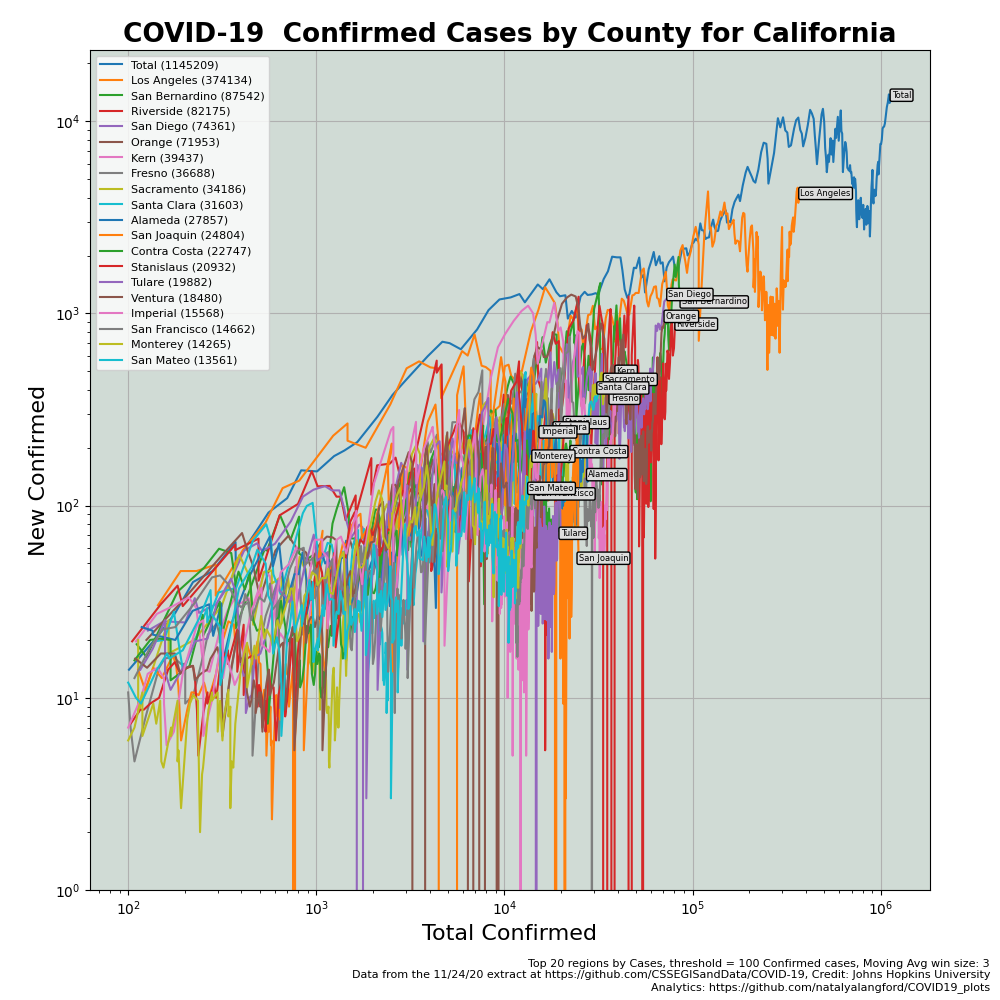 COVID-19  Confirmed Cases by County for California
Total (1145209)
Los Angeles (374134)
San Bernardino (87542)
Riverside (82175)
San Diego (74361)
Orange (71953)
Kern (39437)
Fresno (36688)
Sacramento (34186)
Santa Clara (31603)
Alameda (27857)
San Joaquin (24804)
Contra Costa (22747)
Stanislaus (20932)
Tulare (19882)
Ventura (18480)
Imperial (15568)
San Francisco (14662)
Monterey (14265)
San Mateo (13561)
Total
Los Angeles
San Diego
Bernardino
Orange
Riverside
Kern
Sacramento
Santa Clara
Fresno
Imperial
Contra Costa
Monterey
Alameda
San Mateo
Tulare
San Joaquin
New Confirmed
10⁴
10³
10²
10¹
10⁰
10² 10³ 10⁴ 10⁵ 10⁶
Total Confirmed
Top 20 regions by Cases, threshold = 100 Confirmed cases, Moving Avg win size: 3
Data from the 11/24/20 extract at https://github.com/CSSEGISandData/COVID-19, Credit: Johns Hopkins University
Analytics: https://github.com/natalyalangford/COVID19_plots